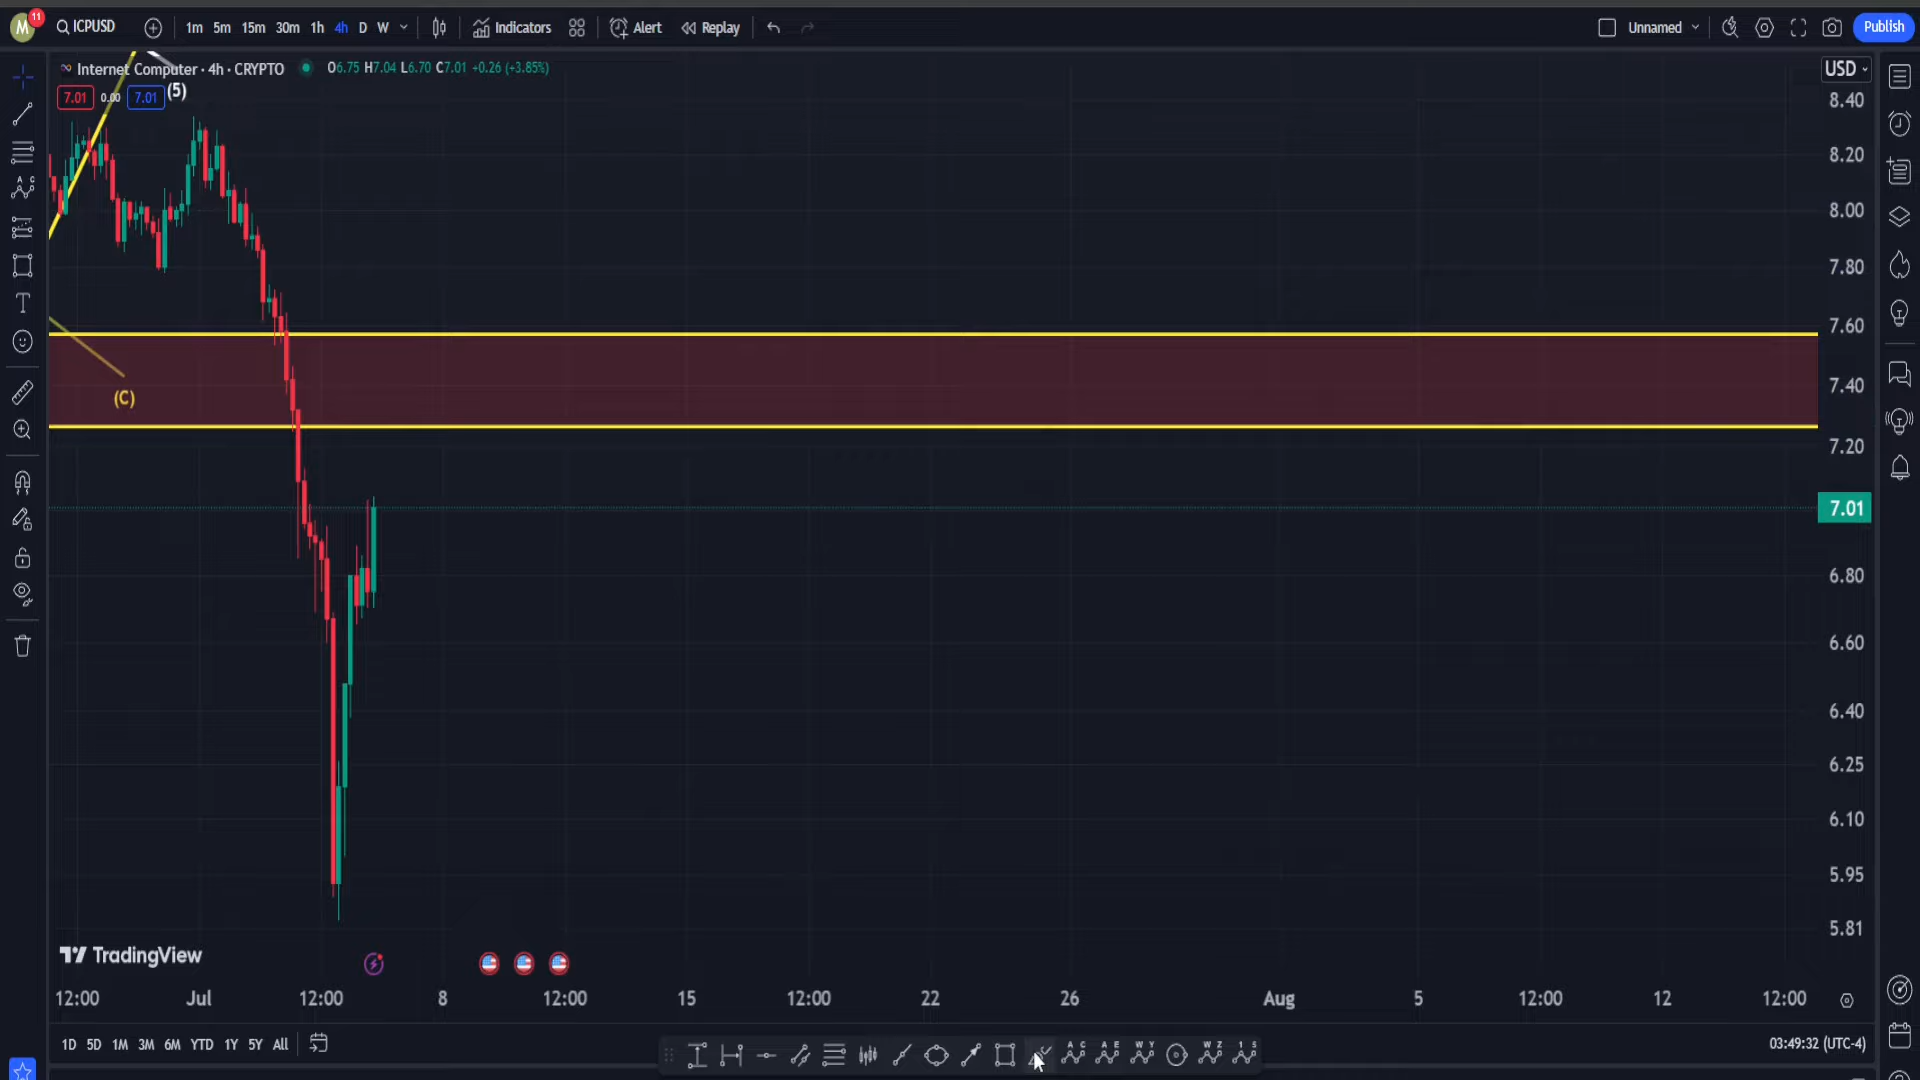 M 11 ICPUSD 1m 5m 15m 30m 1h 4h D W Indicators Alert Replay Unnamed Publish
Internet Computer · 4h · CRYPTO O6.75 H7.04 L6.70 C7.01 +0.26 (+3.85%) USD
7.01 0.00 7.01 (5)
8.40
8.20
8.00
7.80
7.60
7.40
(C)
7.20
7.01
6.80
6.60
6.40
6.25
6.10
5.95
5.81
TradingView
12:00 Jul 12:00 8 12:00 15 12:00 22 26 Aug 5 12:00 12 12:00
1D 5D 1M 3M 6M YTD 1Y 5Y All 03:49:32 (UTC-4)
A C A E W Y W Z 1 5